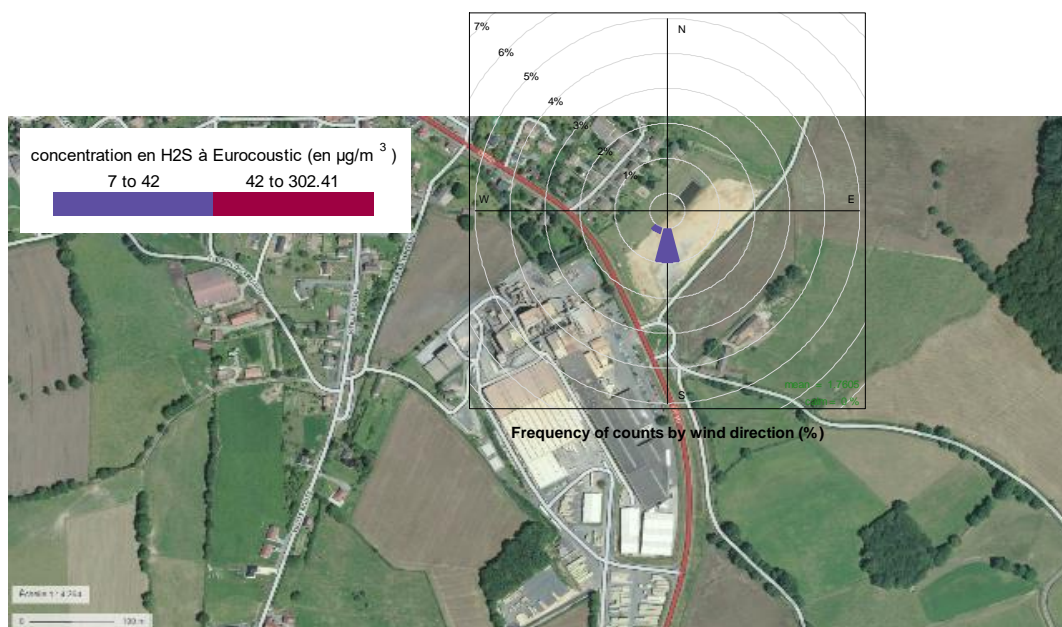 7%
N
6%
5%
4%
3%
concentration en H2S à Eurocoustic (en µg/m 3 )
2%
7 to 42
42 to 302.41
1%
W
E
S
Frequency of counts by wind direction (%)